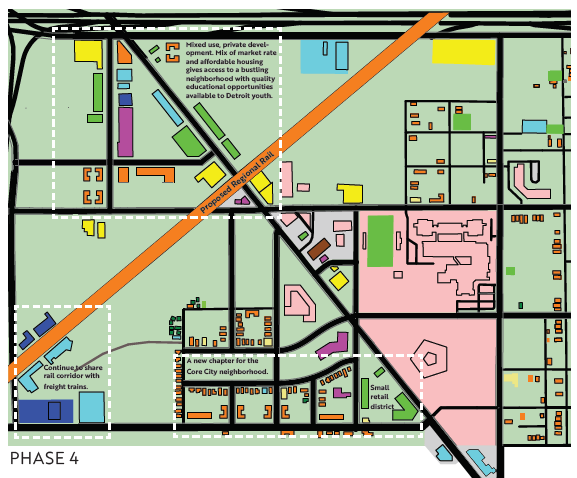 Mixed use, private devel-
opment. Mix of market rate
and affordable housing
gives access to a bustling
neighborhood with quality
educational opportunities
available to Detroit youth.
Proposed Regional Rail
Continue to share
rail corridor with
freight trains.
A new chapter for the
Core City neighborhood.
Small
retail
district.
PHASE 4